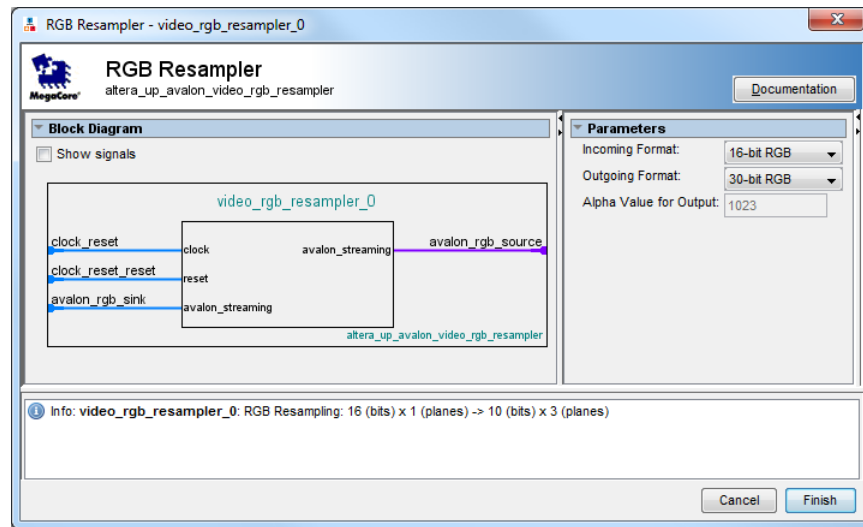 RGB Resampler - video_rgb_resampler_0
MegaCore®
RGB Resampler
altera_up_avalon_video_rgb_resampler
Documentation
Block Diagram
Show signals
video_rgb_resampler_0
clock_reset
clock
avalon_streaming
avalon_rgb_source
clock_reset_reset
reset
avalon_rgb_sink
avalon_streaming
altera_up_avalon_video_rgb_resampler
Parameters
Incoming Format: 16-bit RGB
Outgoing Format: 30-bit RGB
Alpha Value for Output: 1023
Info: video_rgb_resampler_0: RGB Resampling: 16 (bits) x 1 (planes) -> 10 (bits) x 3 (planes)
Cancel Finish